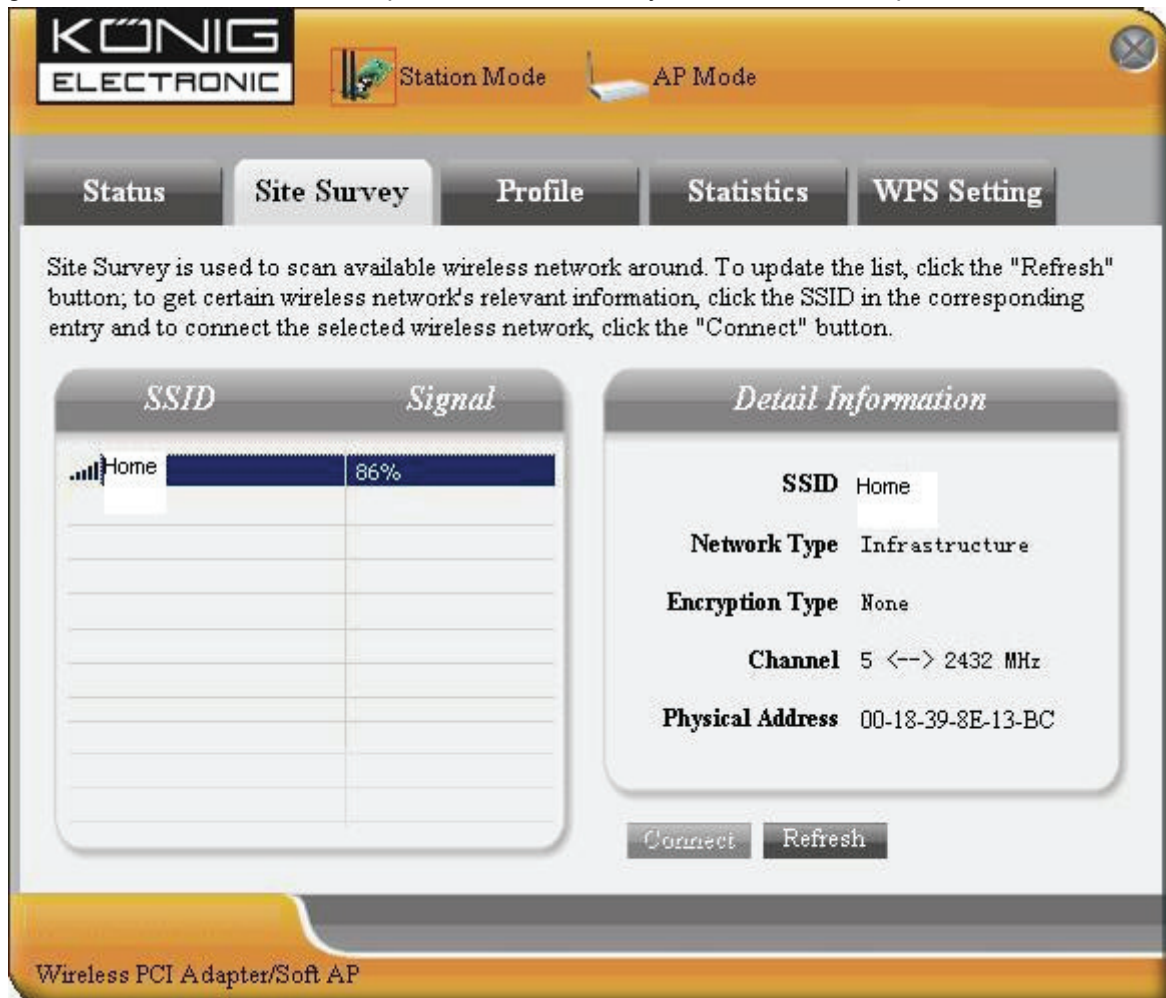 KÖNIG
ELECTRONIC
Station Mode AP Mode
Status Site Survey Profile Statistics WPS Setting
Site Survey is used to scan available wireless network around. To update the list, click the "Refresh"
button; to get certain wireless network's relevant information, click the SSID in the corresponding
entry and to connect the selected wireless network, click the "Connect" button.
SSID Signal
Home 86%
Detail Information
SSID Home
Network Type Infrastructure
Encryption Type None
Channel 5 <--> 2432 MHz
Physical Address 00-18-39-8E-13-BC
Connect Refresh
Wireless PCI Adapter/Soft AP